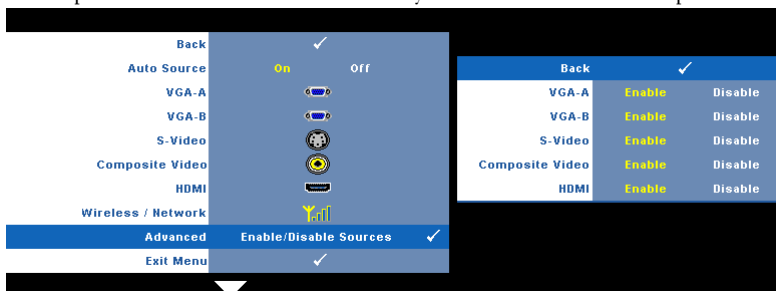 Back
Auto Source On Off
VGA-A
VGA-B
S-Video
Composite Video
HDMI
Wireless / Network
Advanced Enable/Disable Sources
Exit Menu
Back
VGA-A Enable Disable
VGA-B Enable Disable
S-Video Enable Disable
Composite Video Enable Disable
HDMI Enable Disable